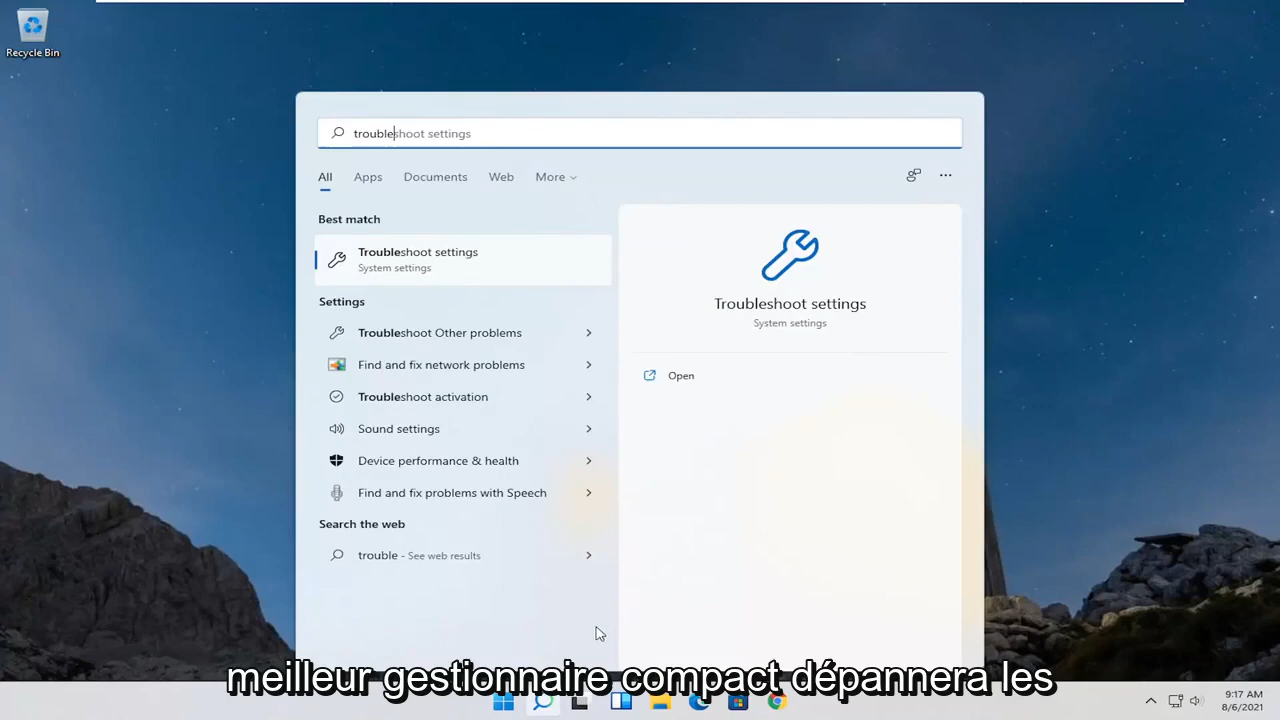 Recycle Bin
troubleshoot settings
All Apps Documents Web More
Best match
Troubleshoot settings
System settings
Settings
Troubleshoot Other problems
Find and fix network problems
Troubleshoot activation
Sound settings
Device performance & health
Find and fix problems with Speech
Search the web
trouble - See web results
Troubleshoot settings
System settings
Open
meilleur gestionnaire compact dépannera les
9:17 AM
8/6/2021